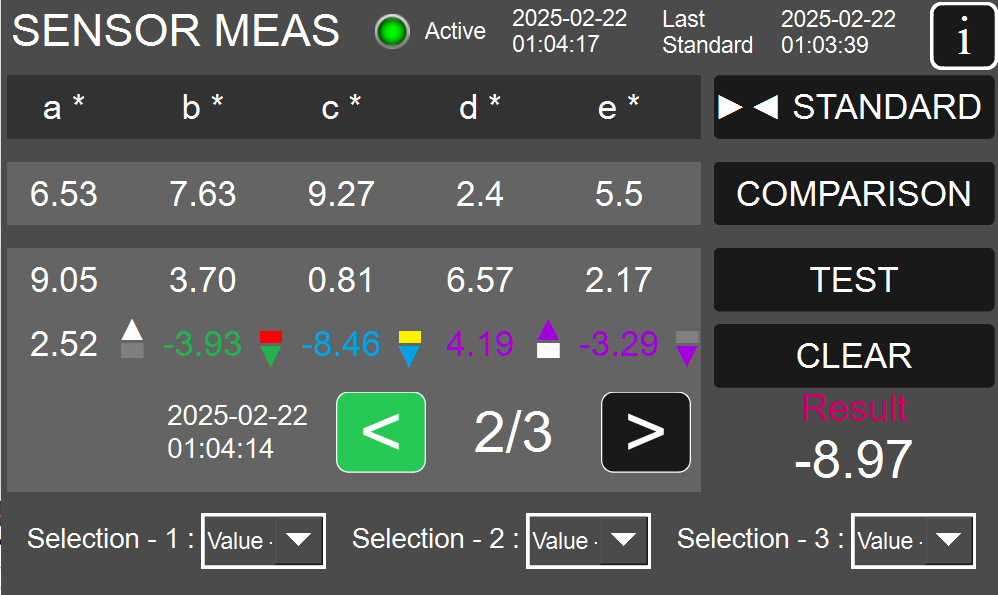 SENSOR MEAS
Active
2025-02-22
01:04:17
Last
Standard
2025-02-22
01:03:39
i
a * b * c * d * e *
▶ ◀ STANDARD
6.53 7.63 9.27 2.4 5.5
COMPARISON
9.05 3.70 0.81 6.57 2.17
TEST
2.52 -3.93 -8.46 4.19 -3.29
CLEAR
2025-02-22
01:04:14
< 2/3 >
Result
-8.97
Selection - 1 : Value - Selection - 2 : Value - Selection - 3 : Value -